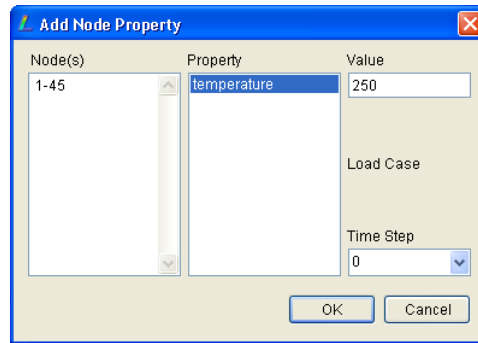 Add Node Property
Node(s) Property Value
1-45 temperature 250
Load Case
Time Step
0
OK Cancel